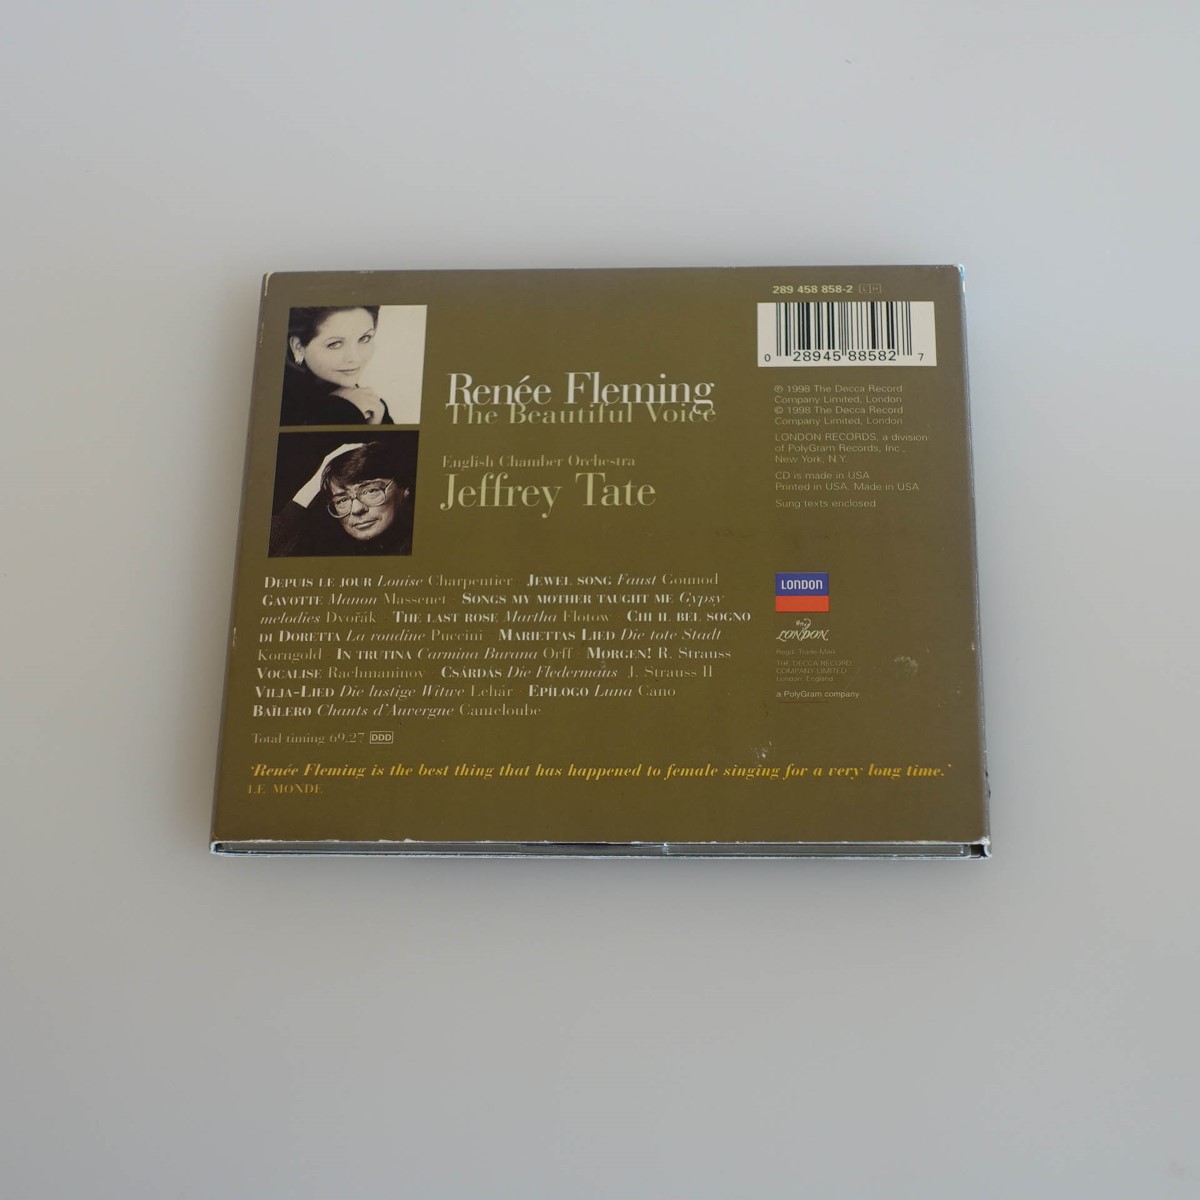 289 458 858-2
0 28945 88582 7
Renée Fleming
The Beautiful Voice
English Chamber Orchestra
Jeffrey Tate
℗ 1998 The Decca Record
Company Limited, London
© 1998 The Decca Record
Company Limited, London
LONDON RECORDS, a division
of PolyGram Records, Inc.,
New York, N.Y.
CD is made in USA
Printed in USA, Made in USA
Sung texts enclosed
DEPUIS LE JOUR Louise Charpentier · JEWEL SONG Faust Gounod
GAVOTTE Manon Massenet · SONGS MY MOTHER TAUGHT ME Gypsy
melodies Dvořák · THE LAST ROSE Martha Flotow · CHI IL BEL SOGNO
DI DORETTA La rondine Puccini · MARIETTAS LIED Die tote Stadt
Korngold · IN TRUTINA Carmina Burana Orff · MORGEN! R. Strauss
VOCALISE Rachmaninov · CSÁRDÁS Die Fledermaus J. Strauss II
VILJA-LIED Die lustige Witwe Lehár · EPÍLOGO Luna Cano
BAÏLERO Chants d'Auvergne Canteloube
Total timing 69.27 DDD
LONDON
LONDON
Regd. Trade Mark
THE DECCA RECORD
COMPANY LIMITED
London, England
a PolyGram company
'Renée Fleming is the best thing that has happened to female singing for a very long time.'
LE MONDE